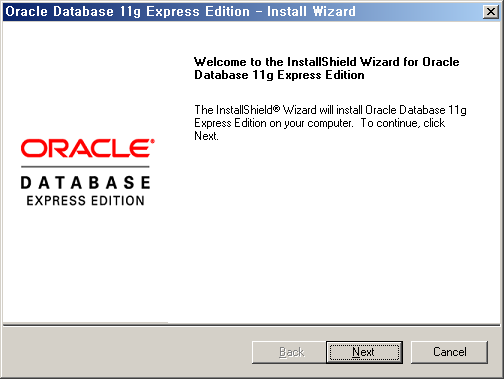 Oracle Database 11g Express Edition - Install Wizard
Welcome to the InstallShield Wizard for Oracle
Database 11g Express Edition
The InstallShield® Wizard will install Oracle Database 11g
Express Edition on your computer. To continue, click
Next.
ORACLE®
DATABASE
EXPRESS EDITION
Back
Next
Cancel